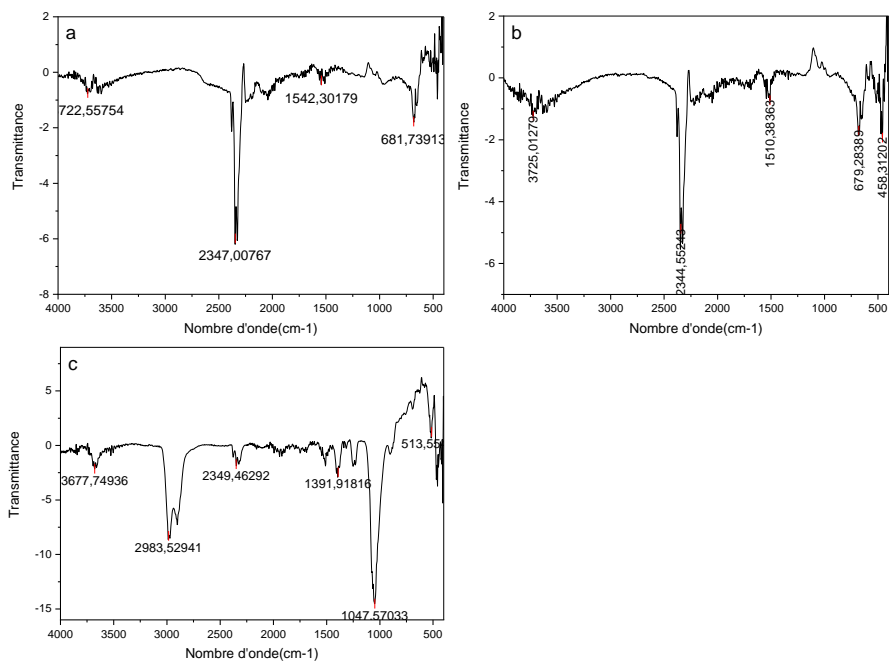 a
2
0
-2
-4
-6
-8
Transmittance
722,55754
1542,30179
681,73913
2347,00767
4000 3500 3000 2500 2000 1500 1000 500
Nombre d'onde(cm-1)
b
2
0
-2
-4
-6
Transmittance
3725,01279
2344,55243
1510,38363
679,28389
458,31202
4000 3500 3000 2500 2000 1500 1000 500
Nombre d'onde(cm-1)
c
5
0
-5
-10
-15
Transmittance
3677,74936
2983,52941
2349,46292
1391,91816
1047,57033
513,55
4000 3500 3000 2500 2000 1500 1000 500
Nombre d'onde(cm-1)